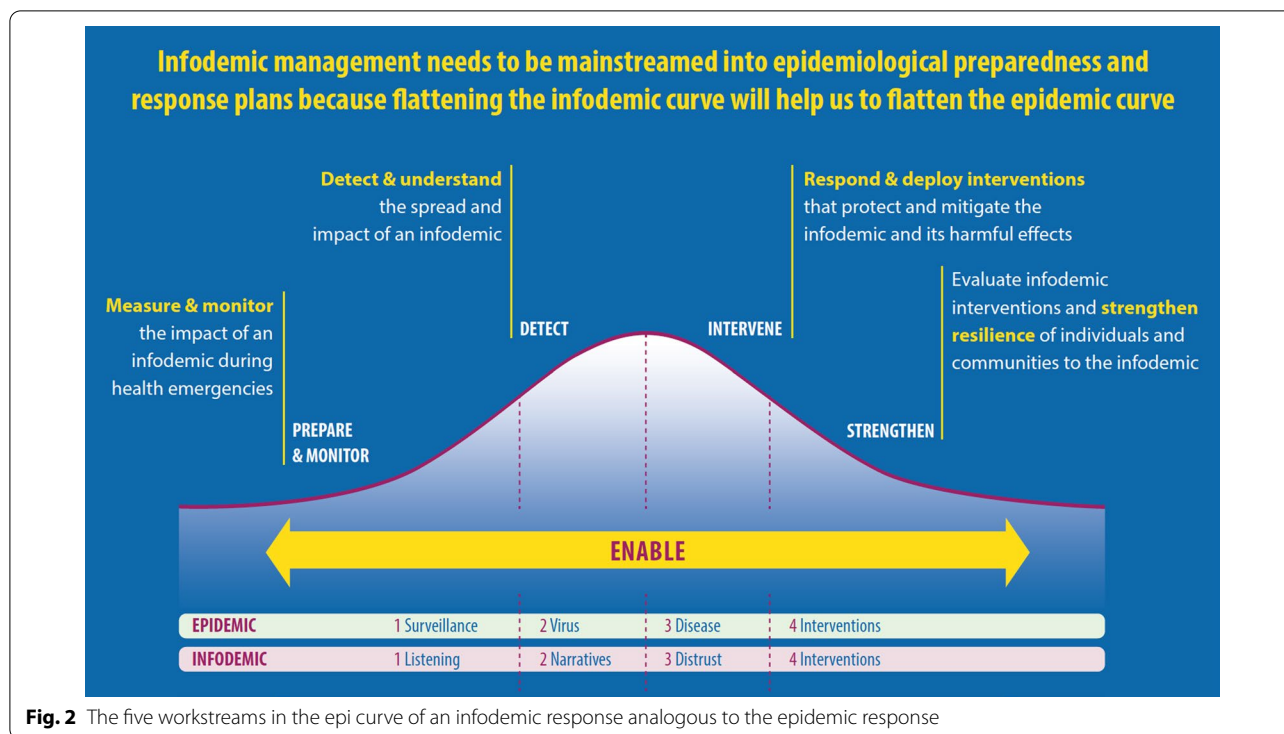 Infodemic management needs to be mainstreamed into epidemiological preparedness and
response plans because flattening the infodemic curve will help us to flatten the epidemic curve
Detect & understand
the spread and
impact of an infodemic
Respond & deploy interventions
that protect and mitigate the
infodemic and its harmful effects
Measure & monitor
the impact of an
infodemic during
health emergencies
Evaluate infodemic
interventions and strengthen
resilience of individuals and
communities to the infodemic
PREPARE
& MONITOR
DETECT
INTERVENE
STRENGTHEN
ENABLE
EPIDEMIC 1 Surveillance 2 Virus 3 Disease 4 Interventions
INFODEMIC 1 Listening 2 Narratives 3 Distrust 4 Interventions
Fig. 2 The five workstreams in the epi curve of an infodemic response analogous to the epidemic response